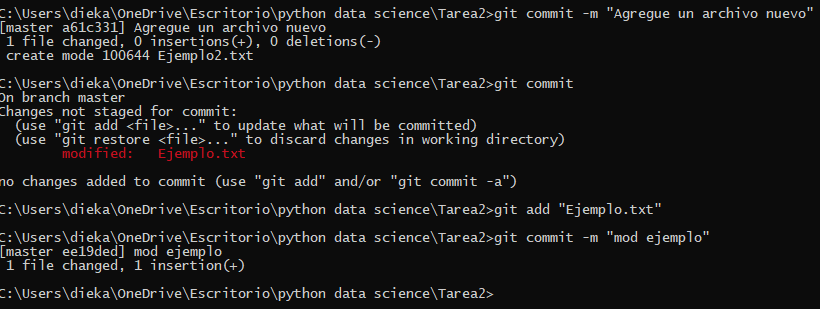 C:\Users\dieka\OneDrive\Escritorio\python data science\Tarea2>git commit -m "Agregue un archivo nuevo"
[master a61c331] Agregue un archivo nuevo
1 file changed, 0 insertions(+), 0 deletions(-)
create mode 100644 Ejemplo2.txt
C:\Users\dieka\OneDrive\Escritorio\python data science\Tarea2>git commit
On branch master
Changes not staged for commit:
(use "git add <file>..." to update what will be committed)
(use "git restore <file>..." to discard changes in working directory)
modified:   Ejemplo.txt
no changes added to commit (use "git add" and/or "git commit -a")
C:\Users\dieka\OneDrive\Escritorio\python data science\Tarea2>git add "Ejemplo.txt"
C:\Users\dieka\OneDrive\Escritorio\python data science\Tarea2>git commit -m "mod ejemplo"
[master ee19ded] mod ejemplo
1 file changed, 1 insertion(+)
C:\Users\dieka\OneDrive\Escritorio\python data science\Tarea2>